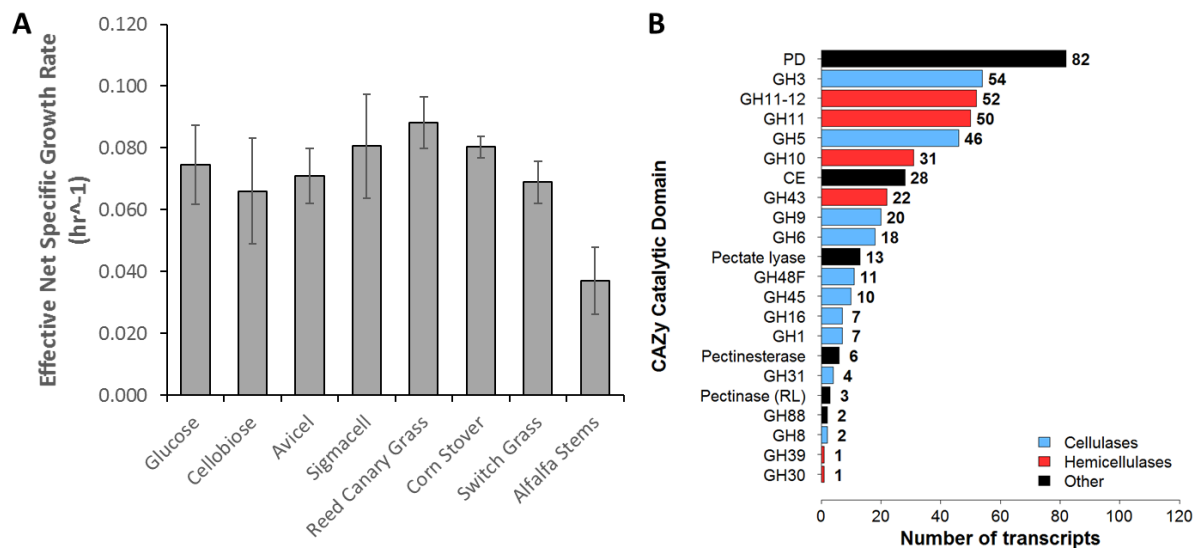 A
Effective Net Specific Growth Rate
(hr^-1)
0.120
0.100
0.080
0.060
0.040
0.020
0.000
Glucose
Cellobiose
Avicel
Sigmacell
Reed Canary Grass
Corn Stover
Switch Grass
Alfalfa Stems
B
CAZy Catalytic Domain
PD 82
GH3 54
GH11-12 52
GH11 50
GH5 46
GH10 31
CE 28
GH43 22
GH9 20
GH6 18
Pectate lyase 13
GH48F 11
GH45 10
GH16 7
GH1 7
Pectinesterase 6
GH31 4
Pectinase (RL) 3
GH88 2
GH8 2
GH39 1
GH30 1
Cellulases
Hemicellulases
Other
0 20 40 60 80 100 120
Number of transcripts